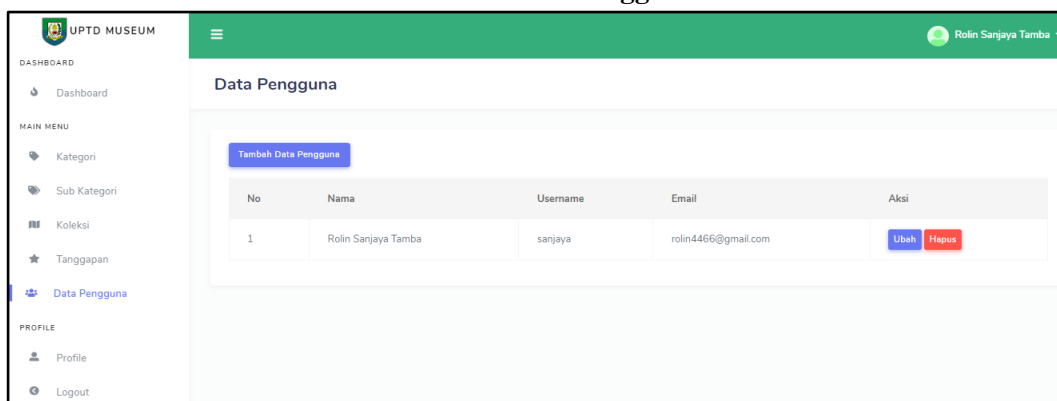 UPTD MUSEUM
Rolin Sanjaya Tamba
DASHBOARD
Dashboard
MAIN MENU
Kategori
Sub Kategori
Koleksi
Tanggapan
Data Pengguna
PROFILE
Profile
Logout
Data Pengguna
Tambah Data Pengguna
No Nama Username Email Aksi
1 Rolin Sanjaya Tamba sanjaya rolin4466@gmail.com Ubah Hapus